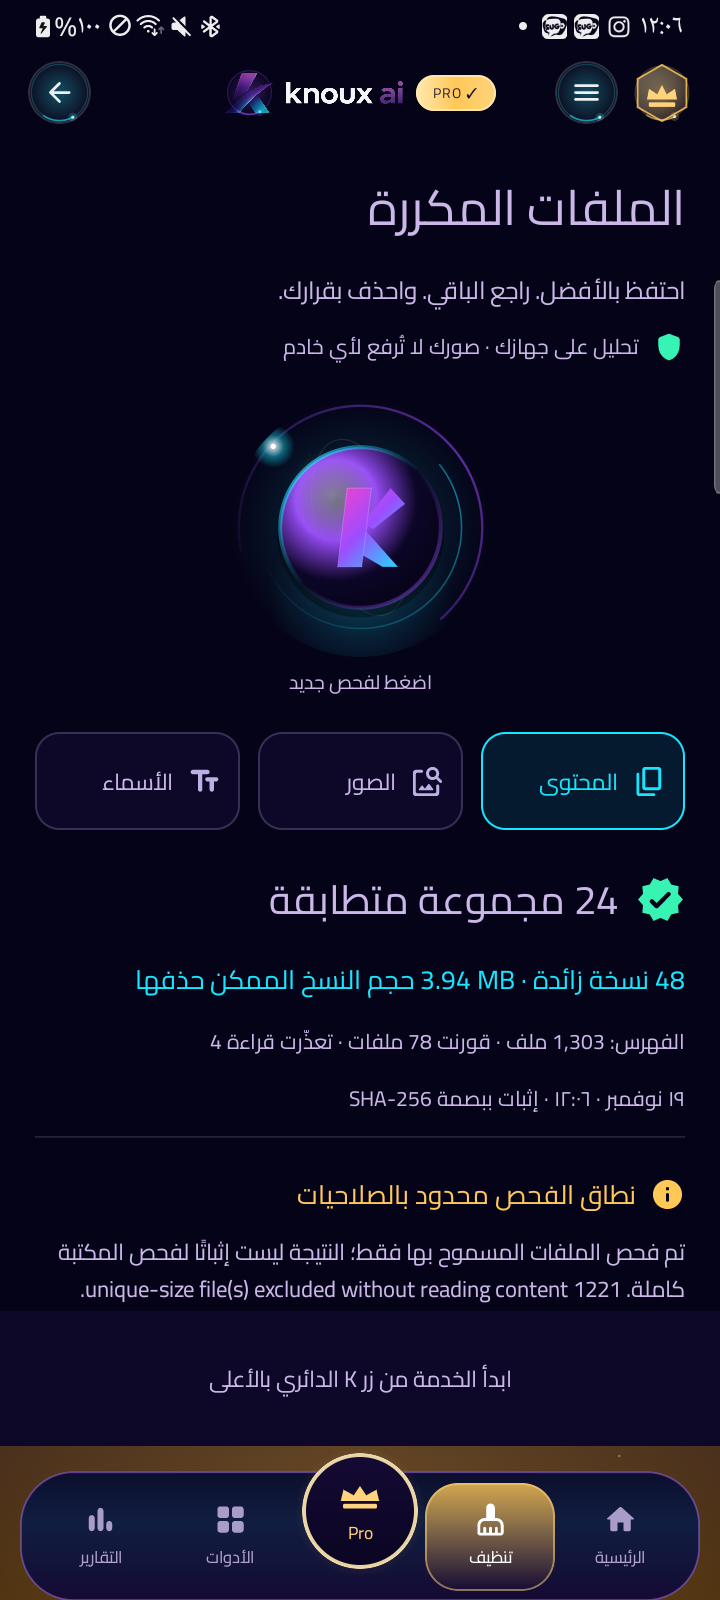 ١٢:٠٦
%١٠٠
knoux ai
PRO ✓
الملفات المكررة
احتفظ بالأفضل. راجع الباقي. واحذف بقرارك.
تحليل على جهازك · صورك لا تُرفع لأي خادم
اضغط لفحص جديد
المحتوى
الصور
الأسماء
24 مجموعة متطابقة
48 نسخة زائدة · 3.94 MB حجم النسخ الممكن حذفها
الفهرس: 1,303 ملف · قورنت 78 ملفات · تعذّرت قراءة 4
١٩ نوفمبر · ١٢:٠٦ · إثبات ببصمة SHA-256
نطاق الفحص محدود بالصلاحيات
تم فحص الملفات المسموح بها فقط؛ النتيجة ليست إثباتًا لفحص المكتبة
كاملة. 1221 unique-size file(s) excluded without reading content.
ابدأ الخدمة من زر K الدائري بالأعلى
الرئيسية
تنظيف
Pro
الأدوات
التقارير